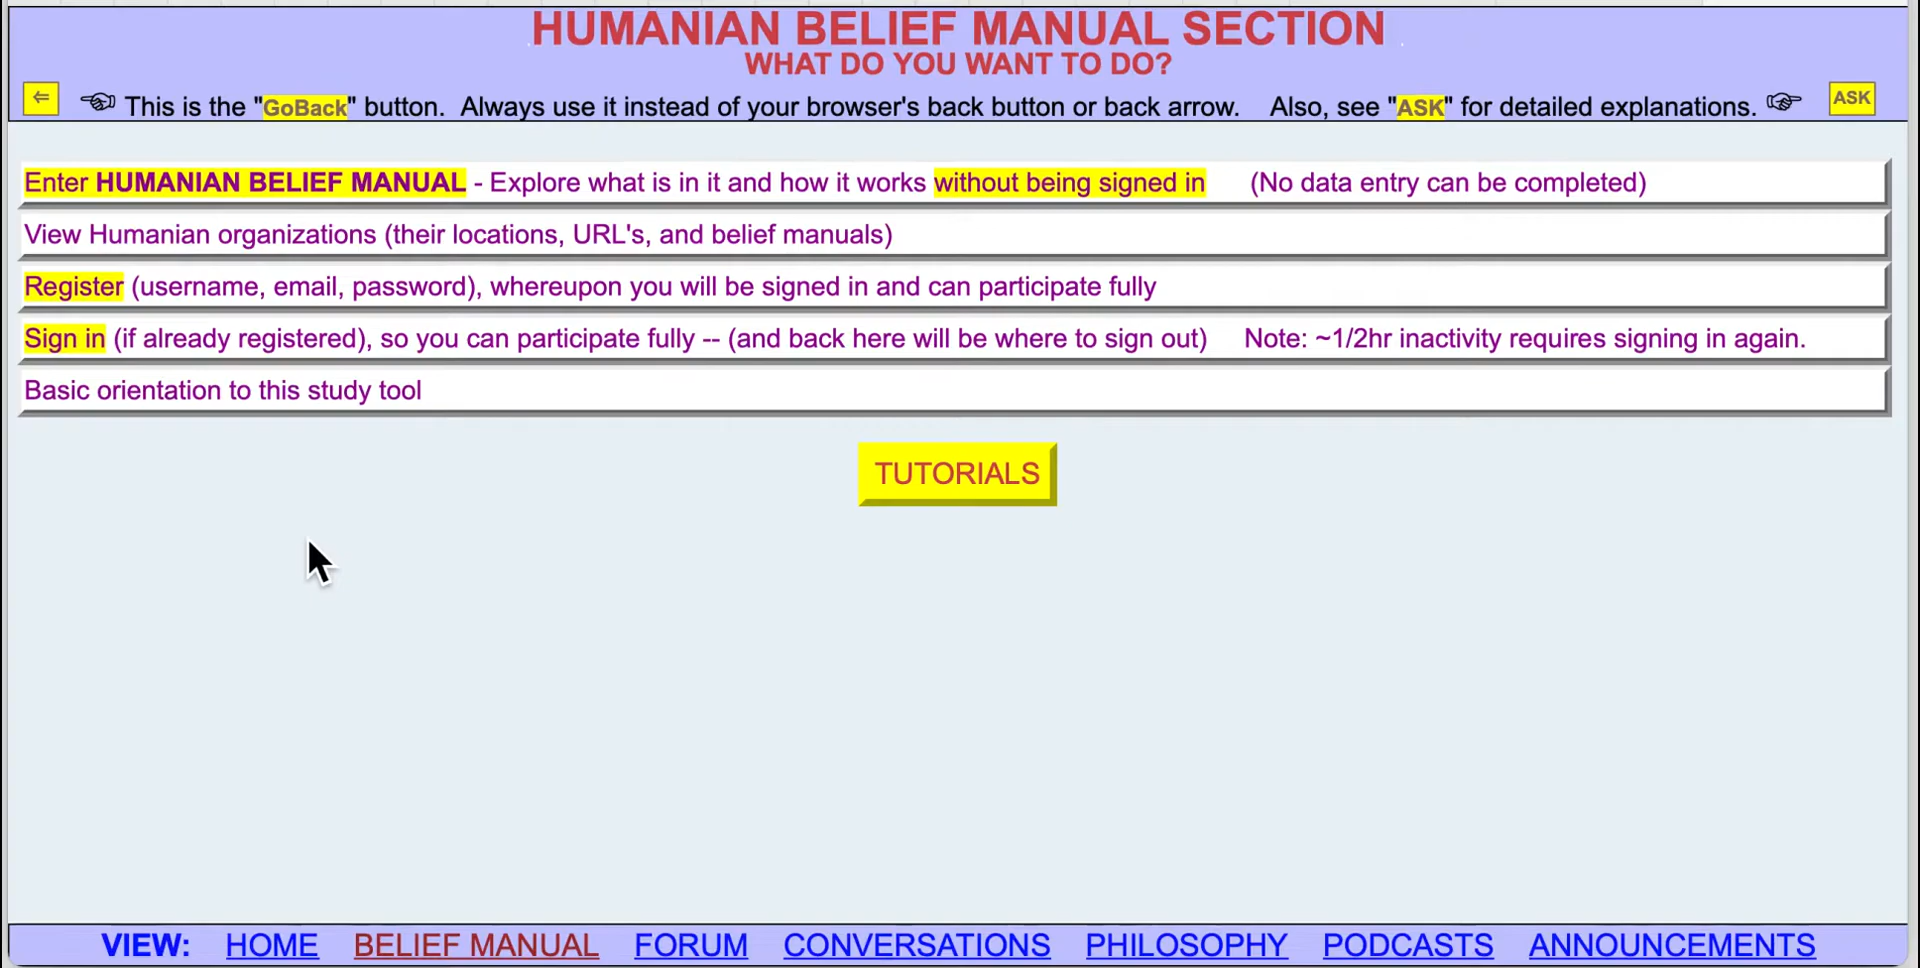 HUMANIAN BELIEF MANUAL SECTION
WHAT DO YOU WANT TO DO?
⇐ ☜ This is the "GoBack" button. Always use it instead of your browser's back button or back arrow. Also, see "ASK" for detailed explanations. ☞ ASK
Enter HUMANIAN BELIEF MANUAL - Explore what is in it and how it works without being signed in (No data entry can be completed)
View Humanian organizations (their locations, URL's, and belief manuals)
Register (username, email, password), whereupon you will be signed in and can participate fully
Sign in (if already registered), so you can participate fully -- (and back here will be where to sign out) Note: ~1/2hr inactivity requires signing in again.
Basic orientation to this study tool
TUTORIALS
VIEW: HOME BELIEF MANUAL FORUM CONVERSATIONS PHILOSOPHY PODCASTS ANNOUNCEMENTS